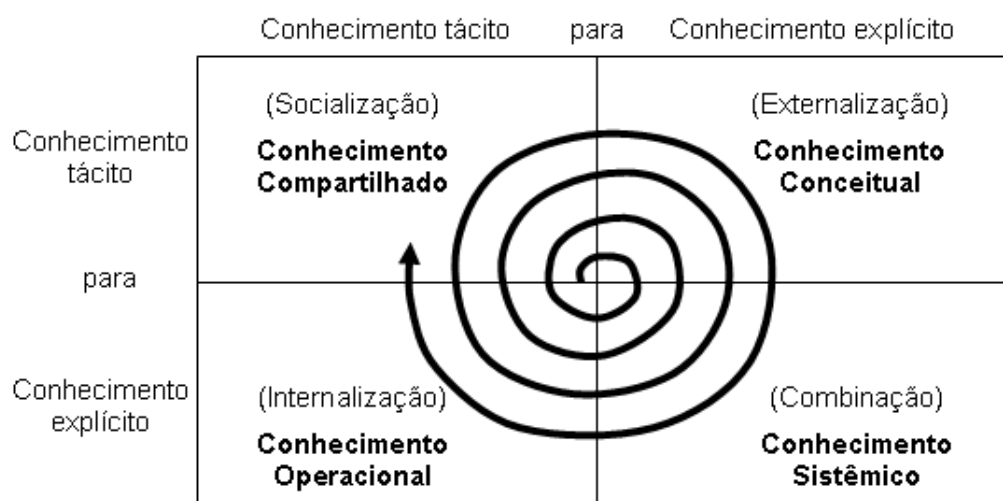 Conhecimento tácito para Conhecimento explícito
Conhecimento
tácito
(Socialização)
Conhecimento
Compartilhado
(Externalização)
Conhecimento
Conceitual
para
Conhecimento
explícito
(Internalização)
Conhecimento
Operacional
(Combinação)
Conhecimento
Sistêmico